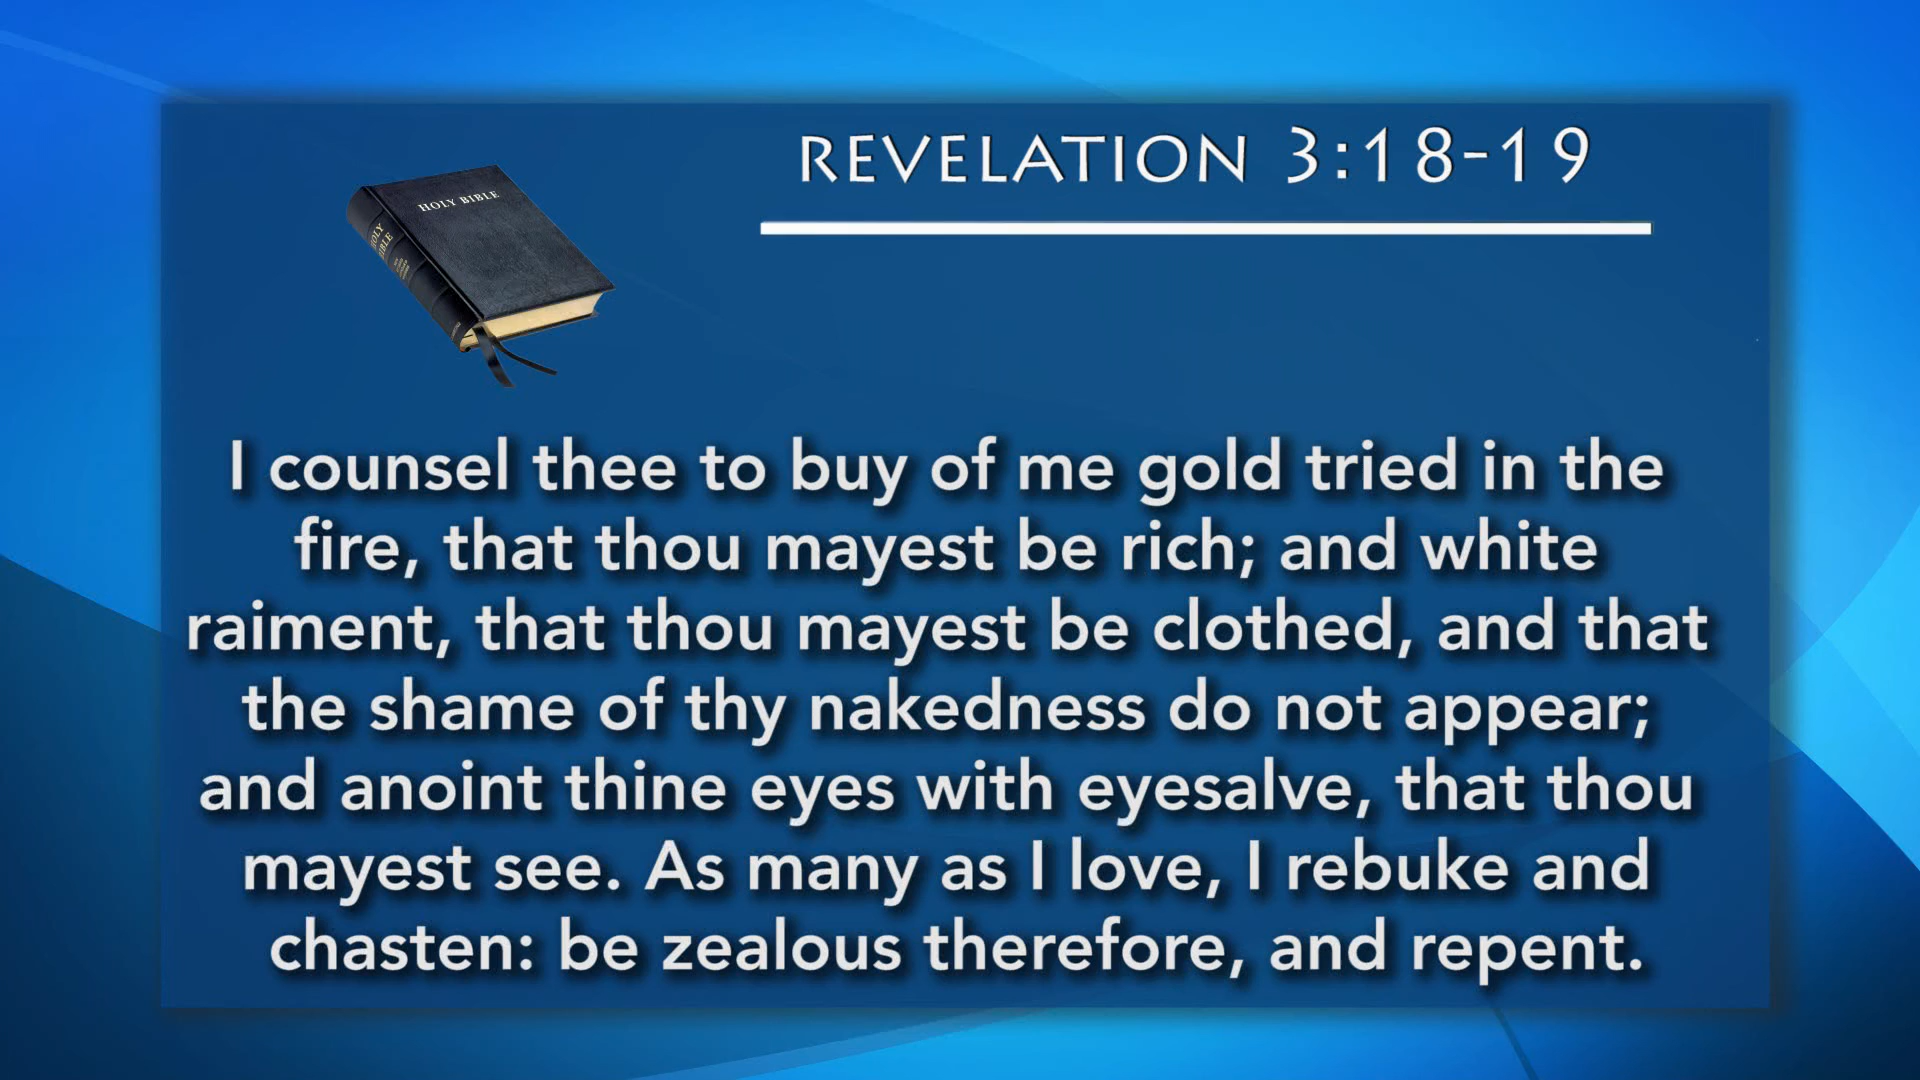 REVELATION 3:18-19
HOLY BIBLE
HOLY
BIBLE
I counsel thee to buy of me gold tried in the
fire, that thou mayest be rich; and white
raiment, that thou mayest be clothed, and that
the shame of thy nakedness do not appear;
and anoint thine eyes with eyesalve, that thou
mayest see. As many as I love, I rebuke and
chasten: be zealous therefore, and repent.